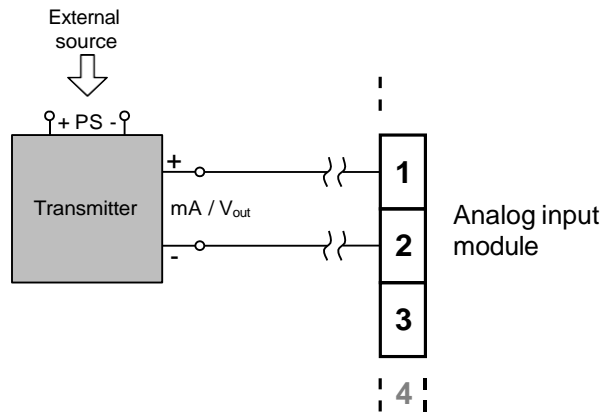 External
source
+ PS -
Transmitter
+
mA / Vout
-
1
2
3
4
Analog input
module